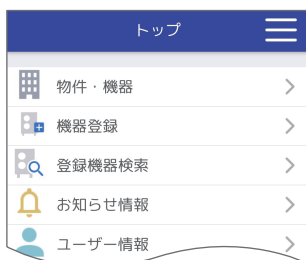 トップ
物件・機器
機器登録
登録機器検索
お知らせ情報
ユーザー情報